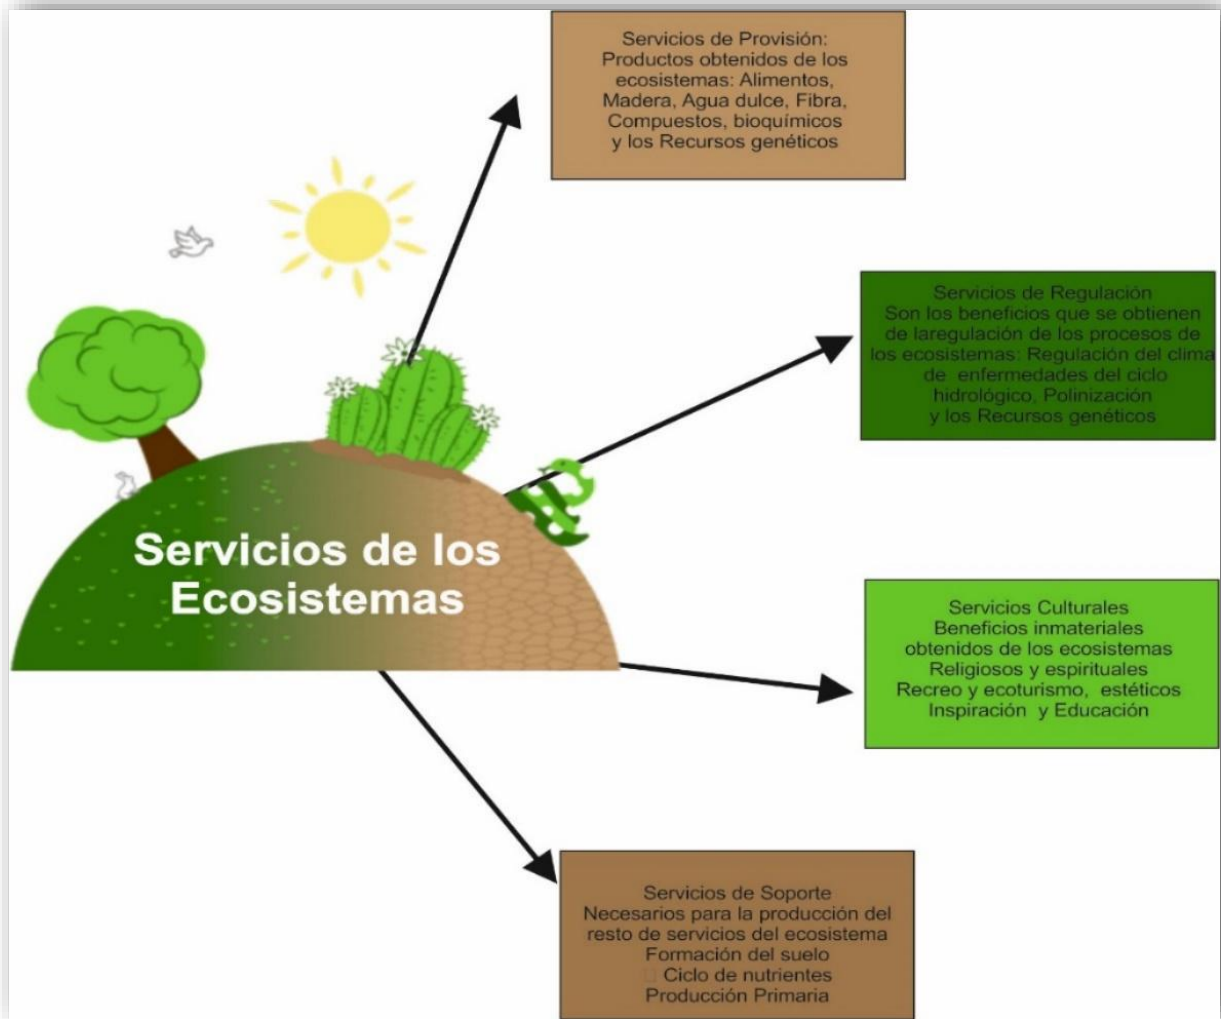 Servicios de Provisión:
Productos obtenidos de los
ecosistemas: Alimentos,
Madera, Agua dulce, Fibra,
Compuestos, bioquímicos
y los Recursos genéticos
Servicios de Regulación
Son los beneficios que se obtienen
de laregulación de los procesos de
los ecosistemas: Regulación del clima
de enfermedades del ciclo
hidrológico, Polinización
y los Recursos genéticos
Servicios de los
Ecosistemas
Servicios Culturales
Beneficios inmateriales
obtenidos de los ecosistemas
Religiosos y espirituales
Recreo y ecoturismo, estéticos
Inspiración y Educación
Servicios de Soporte
Necesarios para la producción del
resto de servicios del ecosistema
Formación del suelo
Ciclo de nutrientes
Producción Primaria